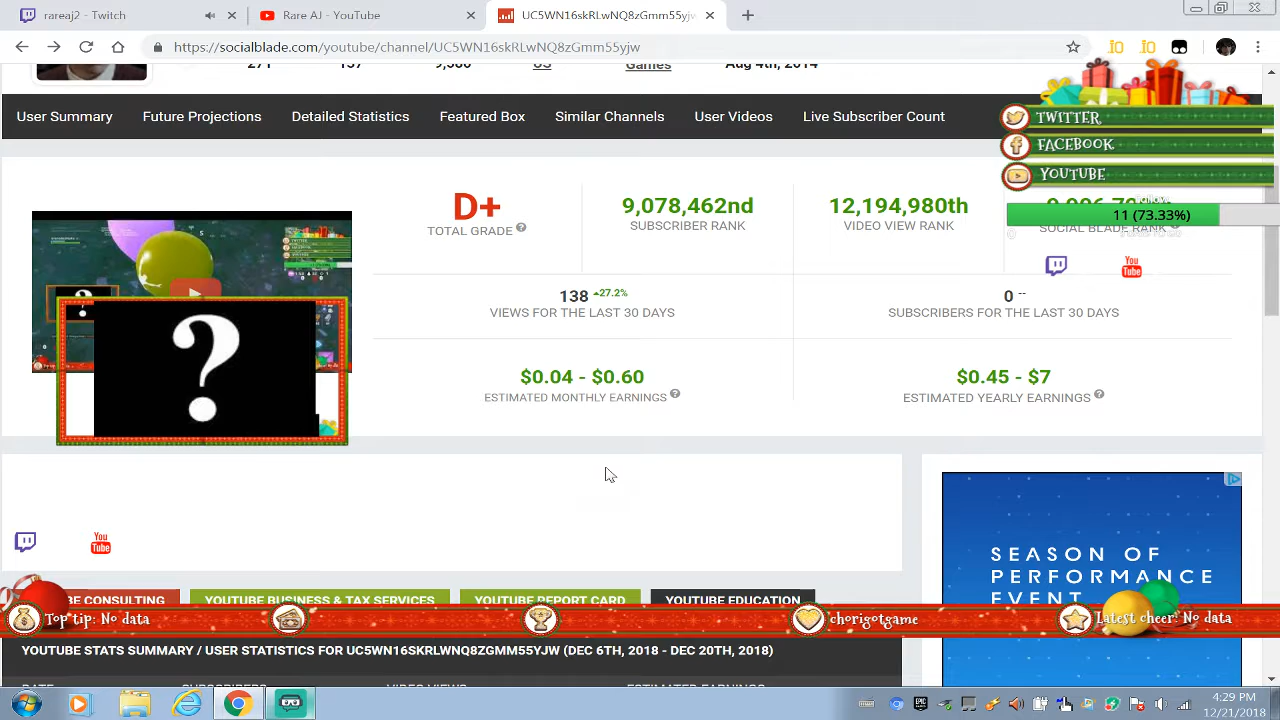 raraj2 - Twitch
Rare AJ - YouTube
UC5WN16sKRLwNQ8zGmm55yjw
https://socialblade.com/youtube/channel/UC5WN16skRLwNQ8zGmm55yjw
Games
Aug 4th, 2014
User Summary
Future Projections
Detailed Statistics
Featured Box
Similar Channels
User Videos
Live Subscriber Count
TWITTER
FACEBOOK
YOUTUBE
11 (73.33%)
D+
TOTAL GRADE
9,078,462nd
SUBSCRIBER RANK
12,194,980th
VIDEO VIEW RANK
SOCIAL BLADE RANK
You
Tube
138 27.2%
VIEWS FOR THE LAST 30 DAYS
0 --
SUBSCRIBERS FOR THE LAST 30 DAYS
?
$0.04 - $0.60
ESTIMATED MONTHLY EARNINGS
$0.45 - $7
ESTIMATED YEARLY EARNINGS
SEASON OF
PERFORMANCE
EVENT
You
Tube
BE CONSULTING
YOUTUBE BUSINESS & TAX SERVICES
YOUTUBE REPORT CARD
YOUTUBE EDUCATION
Top tip: No data
chorigotgame
Latest cheer: No data
YOUTUBE STATS SUMMARY / USER STATISTICS FOR UC5WN16SKRLWNQ8ZGMM55YJW (DEC 6TH, 2018 - DEC 20TH, 2018)
4:29 PM
12/21/2018